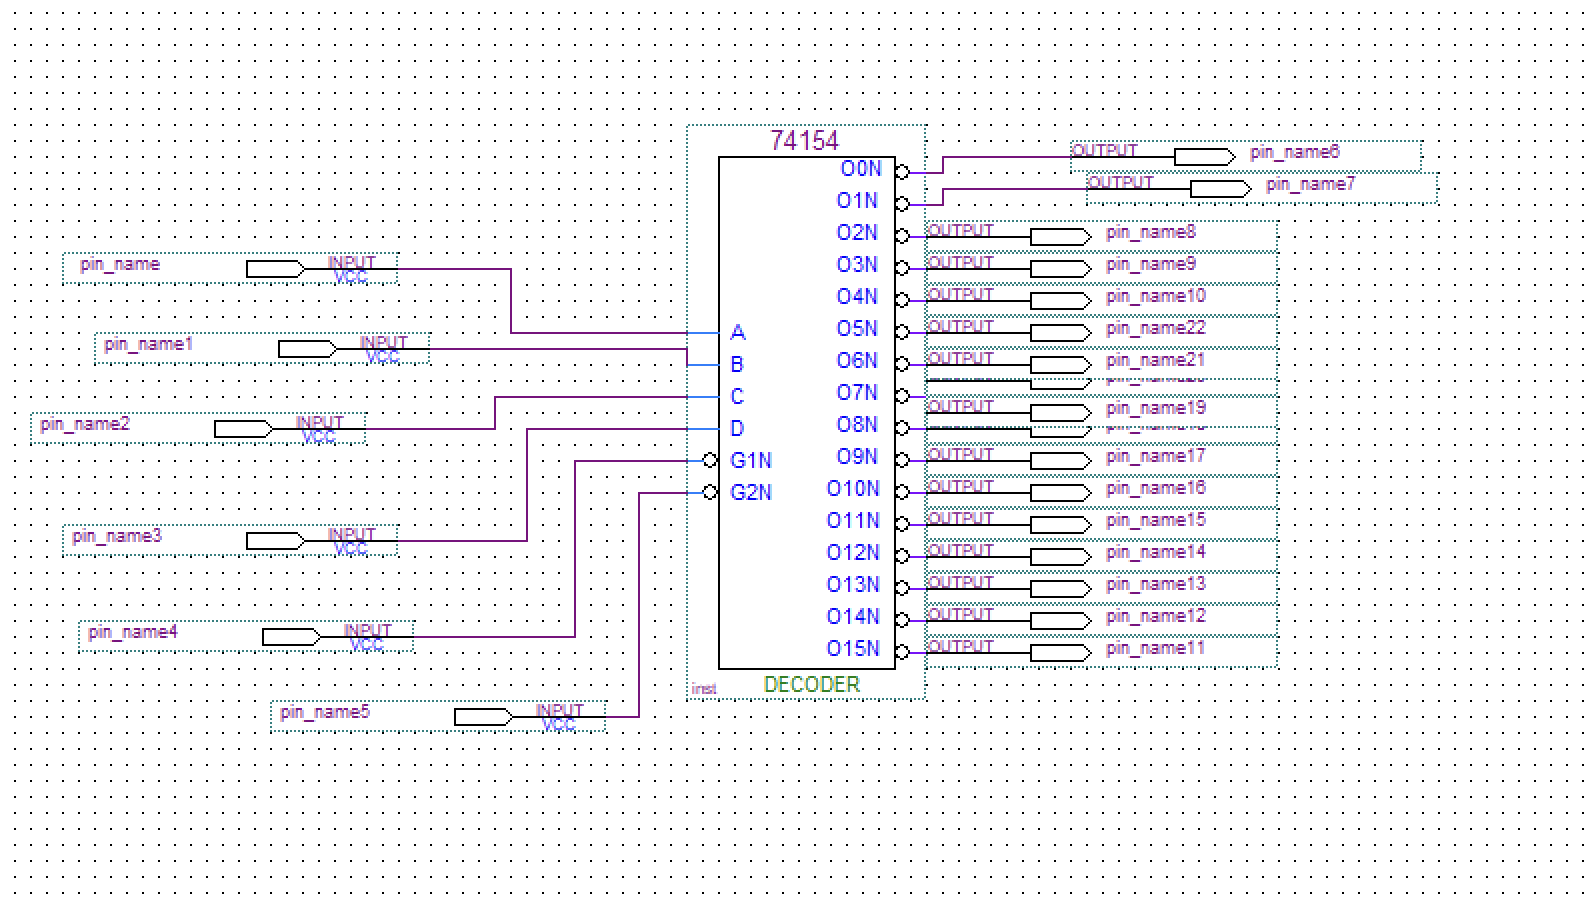 pin_name INPUT
VCC
pin_name1 INPUT
VCC
pin_name2 INPUT
VCC
pin_name3 INPUT
VCC
pin_name4 INPUT
VCC
pin_name5 INPUT
VCC
74154
A
B
C
D
G1N
G2N
O0N
O1N
O2N
O3N
O4N
O5N
O6N
O7N
O8N
O9N
O10N
O11N
O12N
O13N
O14N
O15N
inst
DECODER
OUTPUT pin_name6
OUTPUT pin_name7
OUTPUT pin_name8
OUTPUT pin_name9
OUTPUT pin_name10
OUTPUT pin_name22
OUTPUT pin_name21
OUTPUT pin_name19
OUTPUT pin_name17
OUTPUT pin_name16
OUTPUT pin_name15
OUTPUT pin_name14
OUTPUT pin_name13
OUTPUT pin_name12
OUTPUT pin_name11